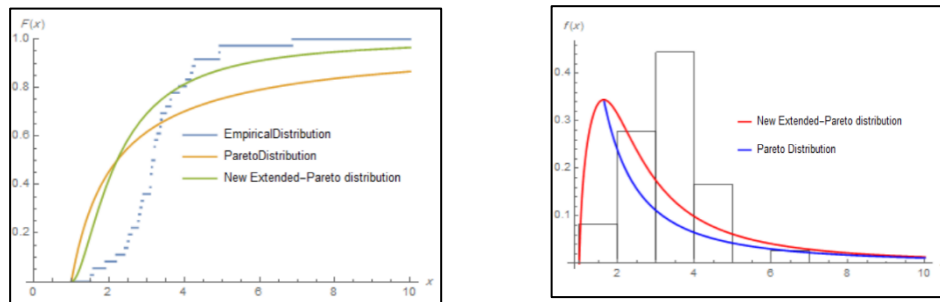 F(x)
1.0
0.8
0.6
0.4
0.2
0
2
4
6
8
10
x
EmpiricalDistribution
ParetoDistribution
New Extended–Pareto distribution
f(x)
0.4
0.3
0.2
0.1
2
4
6
8
10
x
New Extended–Pareto distribution
Pareto Distribution